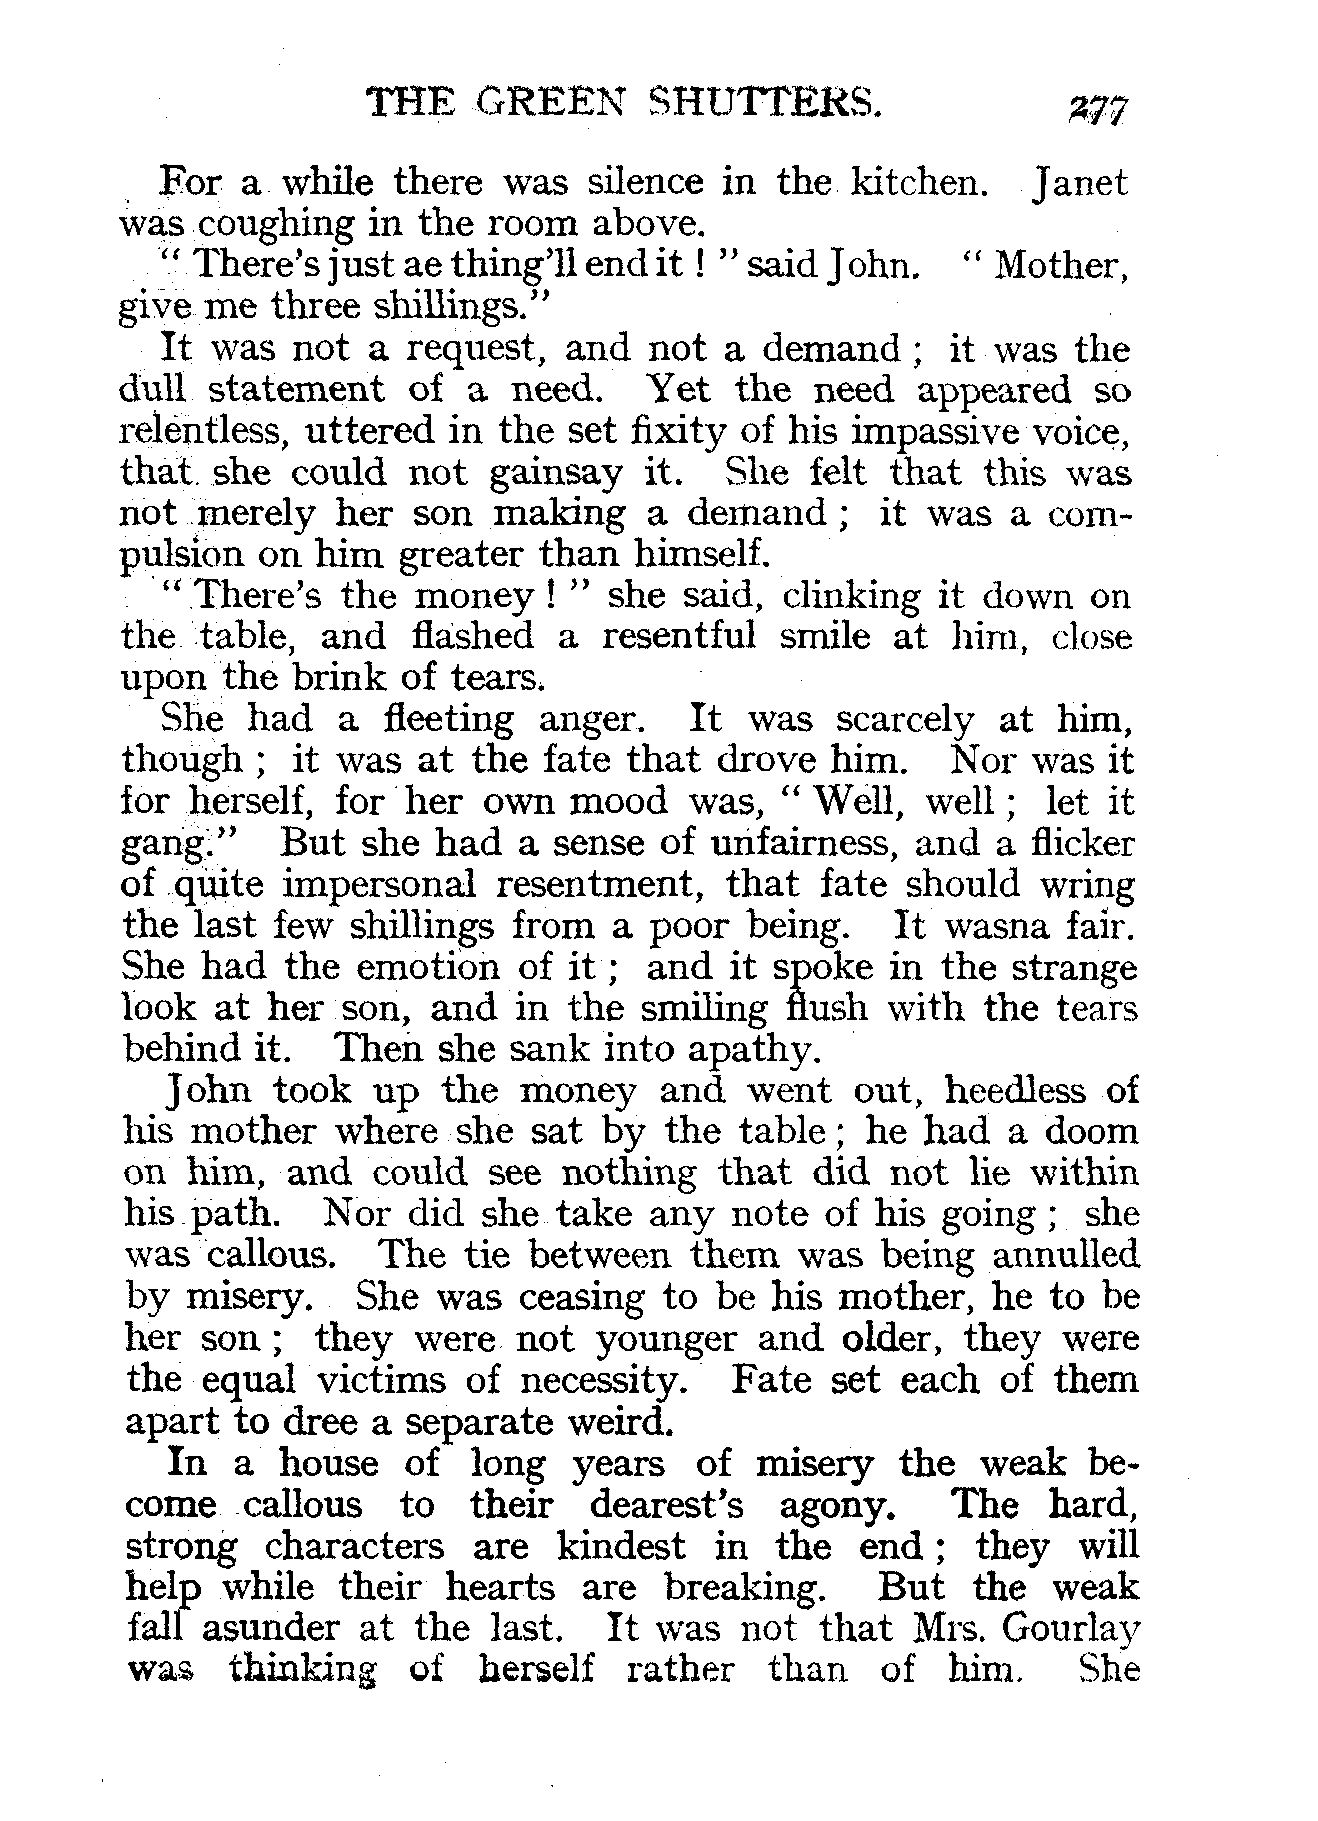 THE GREEN SHUTTERS. 277
For a while there was silence in the kitchen. Janet
was coughing in the room above.
“ There’s just ae thing’ll end it ! ” said John. “ Mother,
give me three shillings.”
It was not a request, and not a demand ; it was the
dull statement of a need. Yet the need appeared so
relentless, uttered in the set fixity of his impassive voice,
that she could not gainsay it. She felt that this was
not merely her son making a demand ; it was a com-
pulsion on him greater than himself.
“ There’s the money ! ” she said, clinking it down on
the table, and flashed a resentful smile at him, close
upon the brink of tears.
She had a fleeting anger. It was scarcely at him,
though ; it was at the fate that drove him. Nor was it
for herself, for her own mood was, “ Well, well ; let it
gang.” But she had a sense of unfairness, and a flicker
of quite impersonal resentment, that fate should wring
the last few shillings from a poor being. It wasna fair.
She had the emotion of it ; and it spoke in the strange
look at her son, and in the smiling flush with the tears
behind it. Then she sank into apathy.
John took up the money and went out, heedless of
his mother where she sat by the table ; he had a doom
on him, and could see nothing that did not lie within
his path. Nor did she take any note of his going ; she
was callous. The tie between them was being annulled
by misery. She was ceasing to be his mother, he to be
her son ; they were not younger and older, they were
the equal victims of necessity. Fate set each of them
apart to dree a separate weird.
In a house of long years of misery the weak be-
come callous to their dearest’s agony. The hard,
strong characters are kindest in the end ; they will
help while their hearts are breaking. But the weak
fall asunder at the last. It was not that Mrs. Gourlay
was thinking of herself rather than of him. She